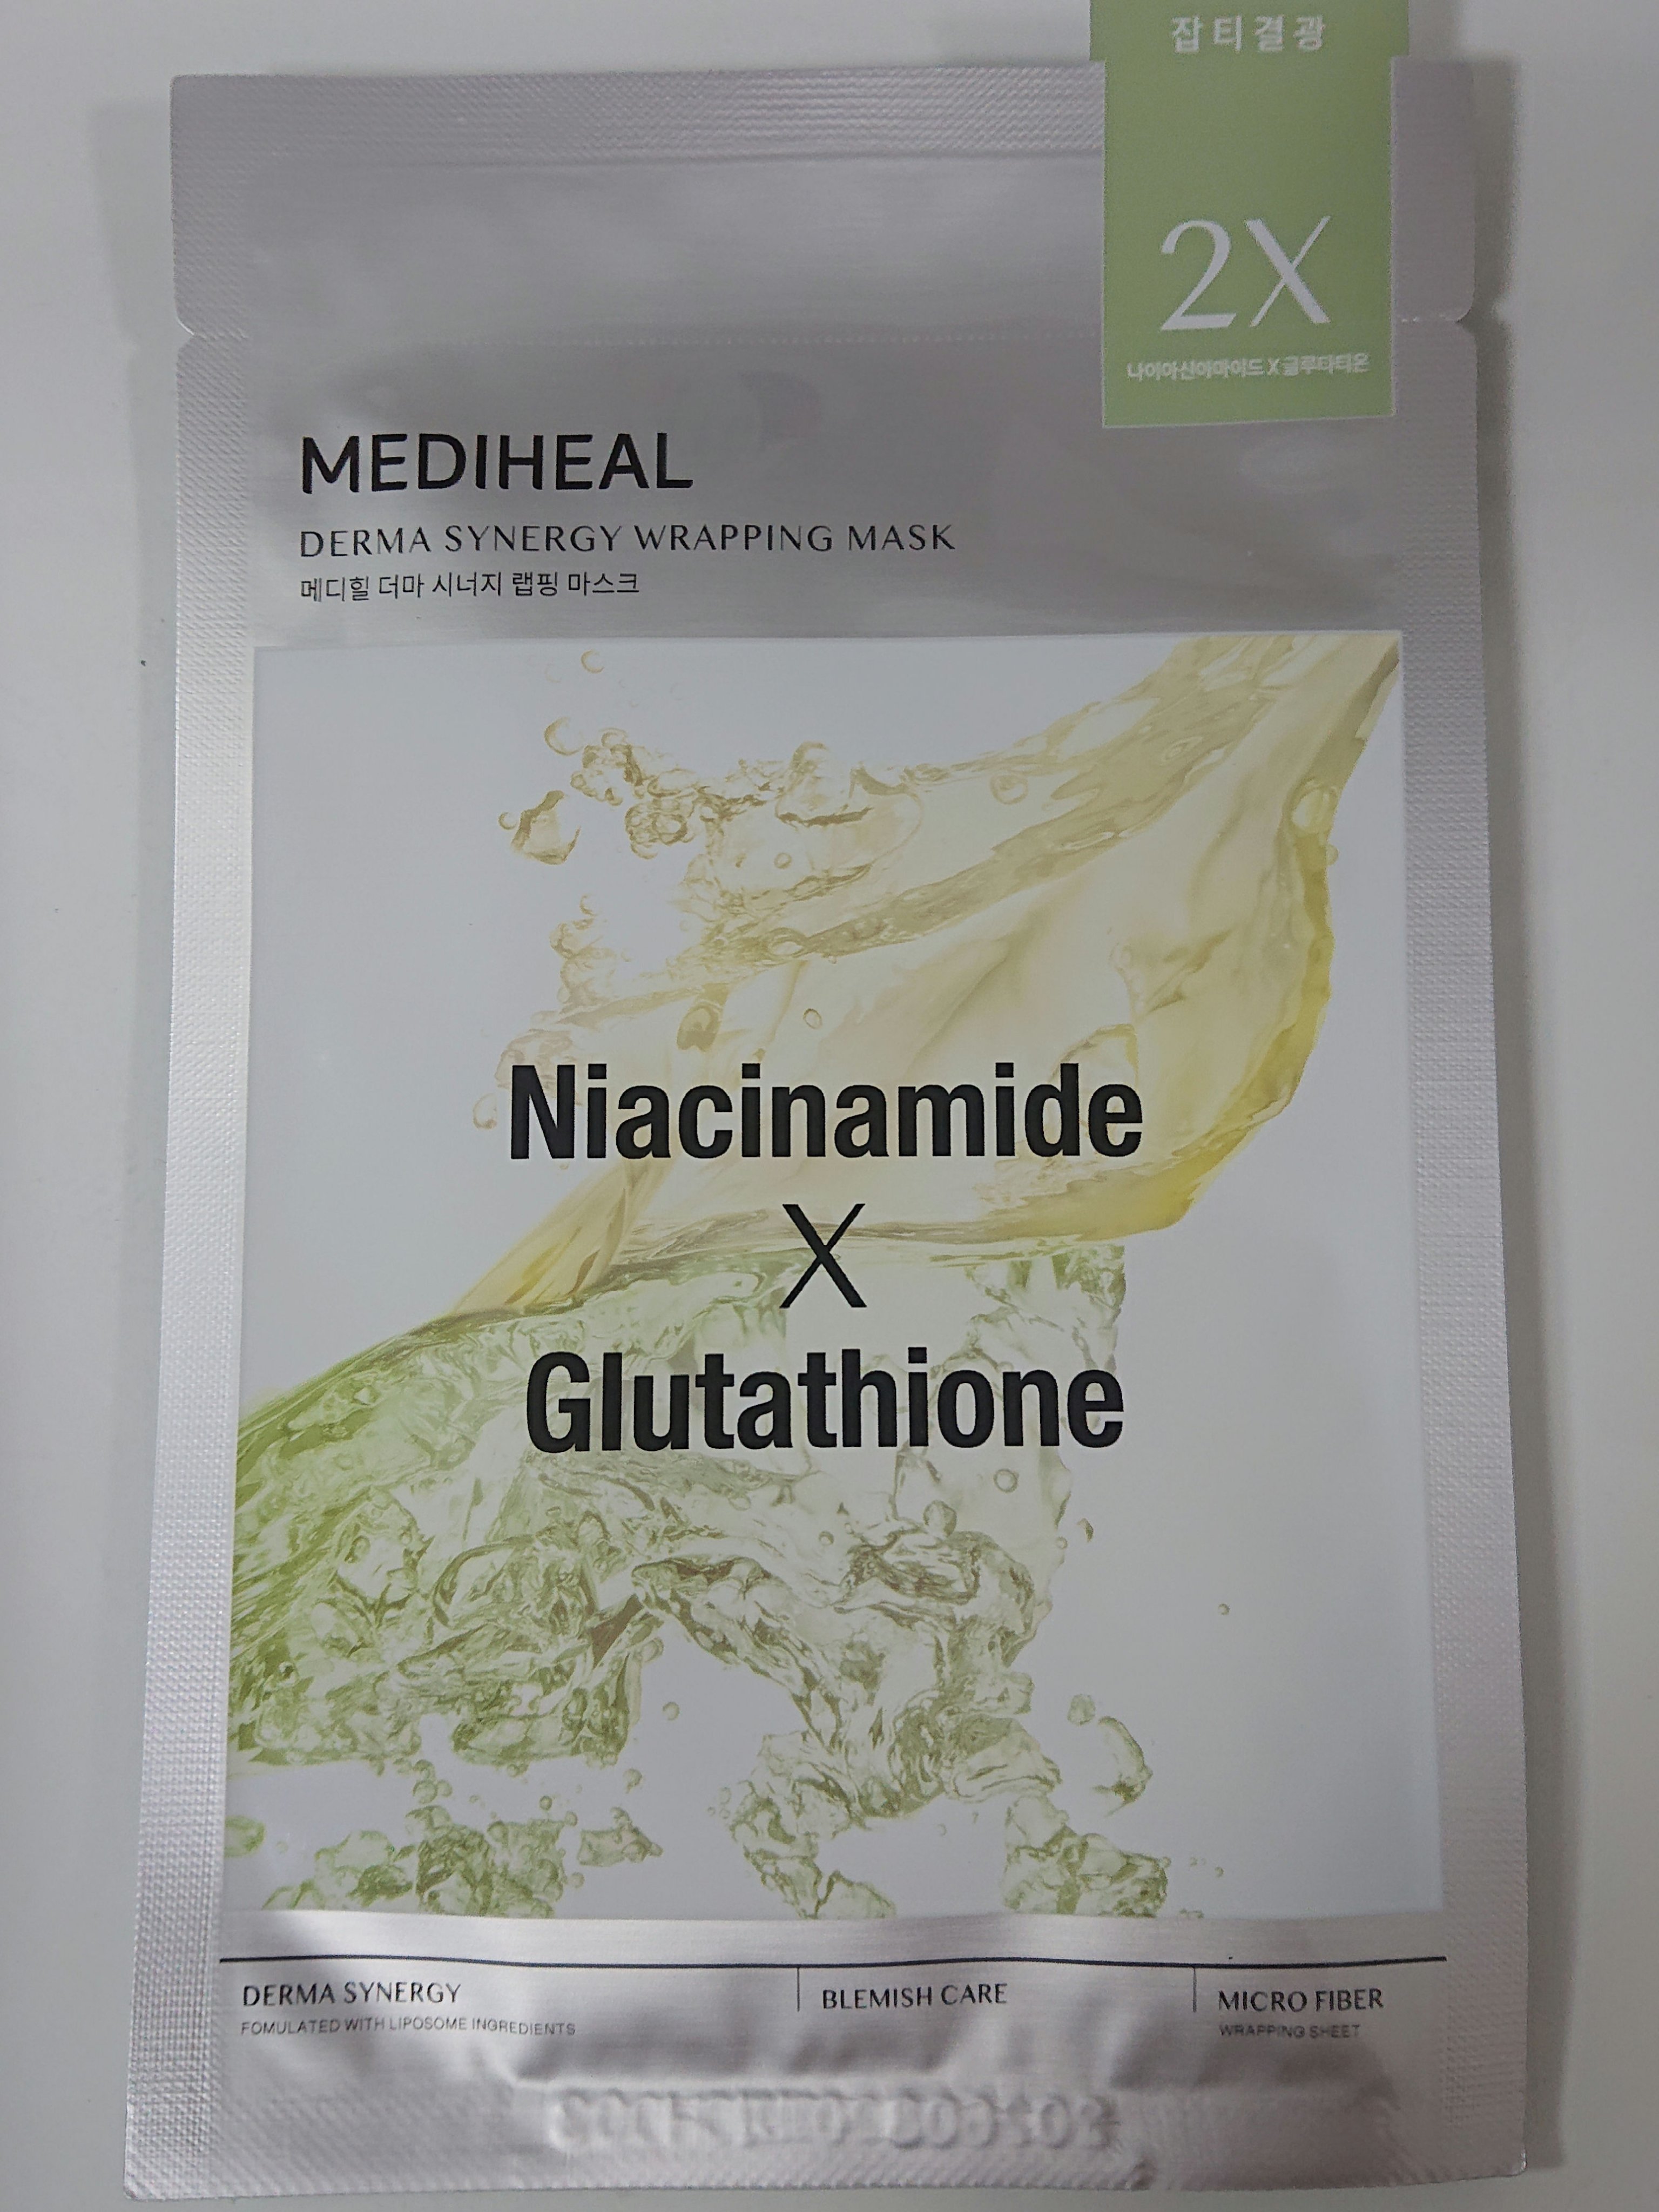 잡티결광
2X
나이아신아마이드 X 글루타티온
MEDIHEAL
DERMA SYNERGY WRAPPING MASK
메디힐 더마 시너지 랩핑 마스크
Niacinamide
X
Glutathione
DERMA SYNERGY
FOMULATED WITH LIPOSOME INGREDIENTS
BLEMISH CARE
MICRO FIBER
WRAPPING SHEET